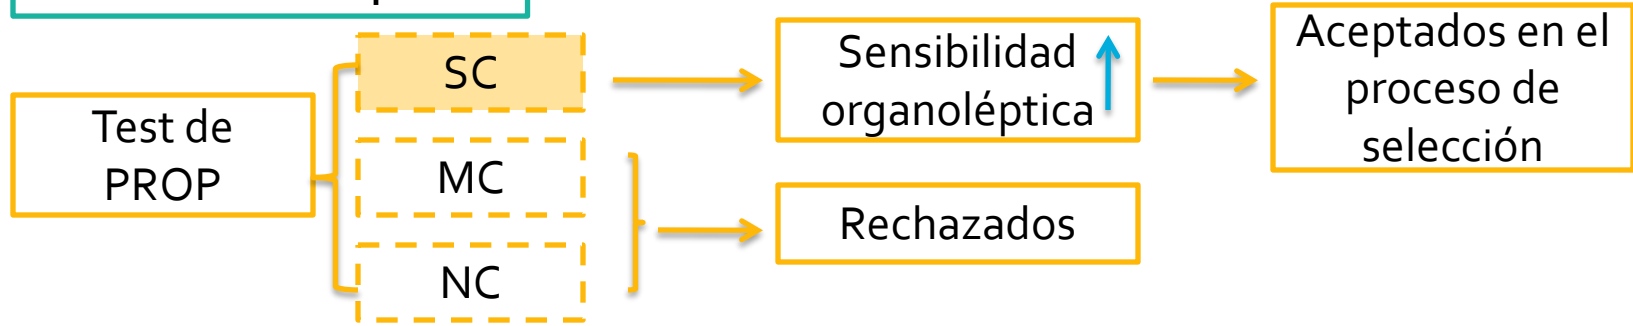 Test de
PROP
SC
MC
NC
Sensibilidad
organoléptica
Rechazados
Aceptados en el
proceso de
selección